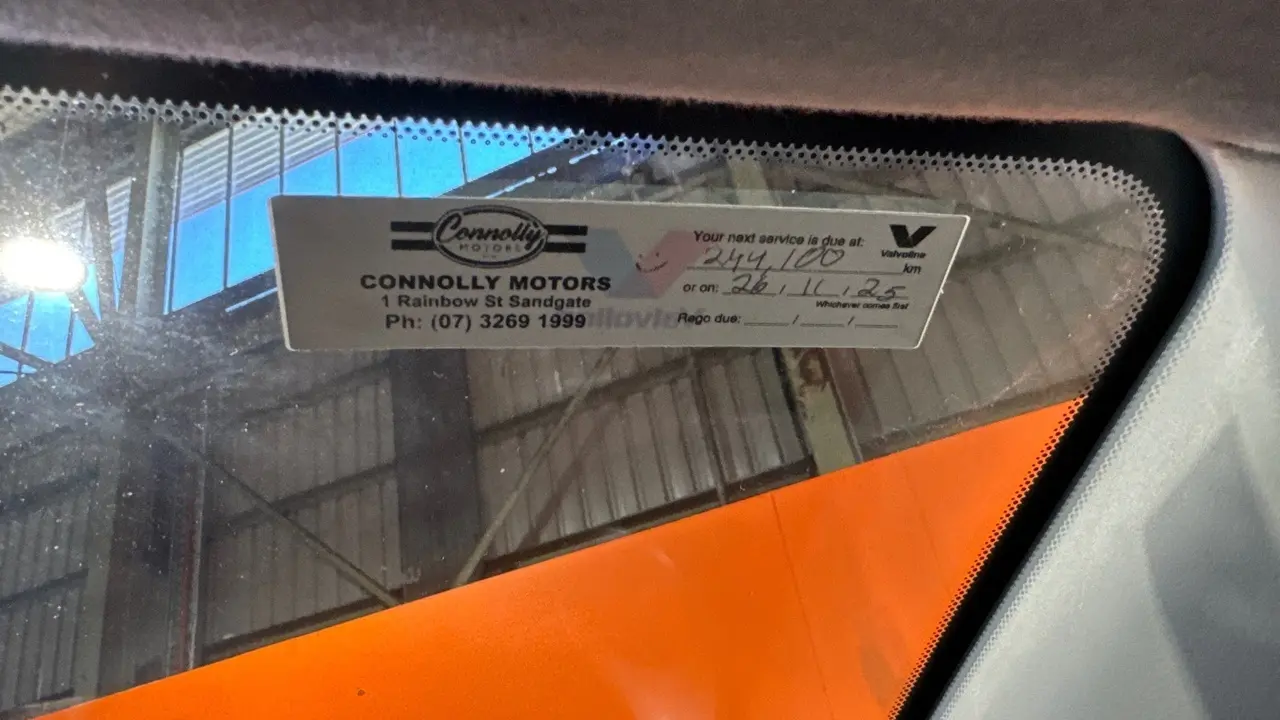 Connolly
MOTORS
CONNOLLY MOTORS
1 Rainbow St Sandgate
Ph: (07) 3269 1999
Your next service is due at:
244,100 km
or on: 26 / 11 / 25
Whichever comes first
Rego due: ____/____/____
Valvoline
Valvoline